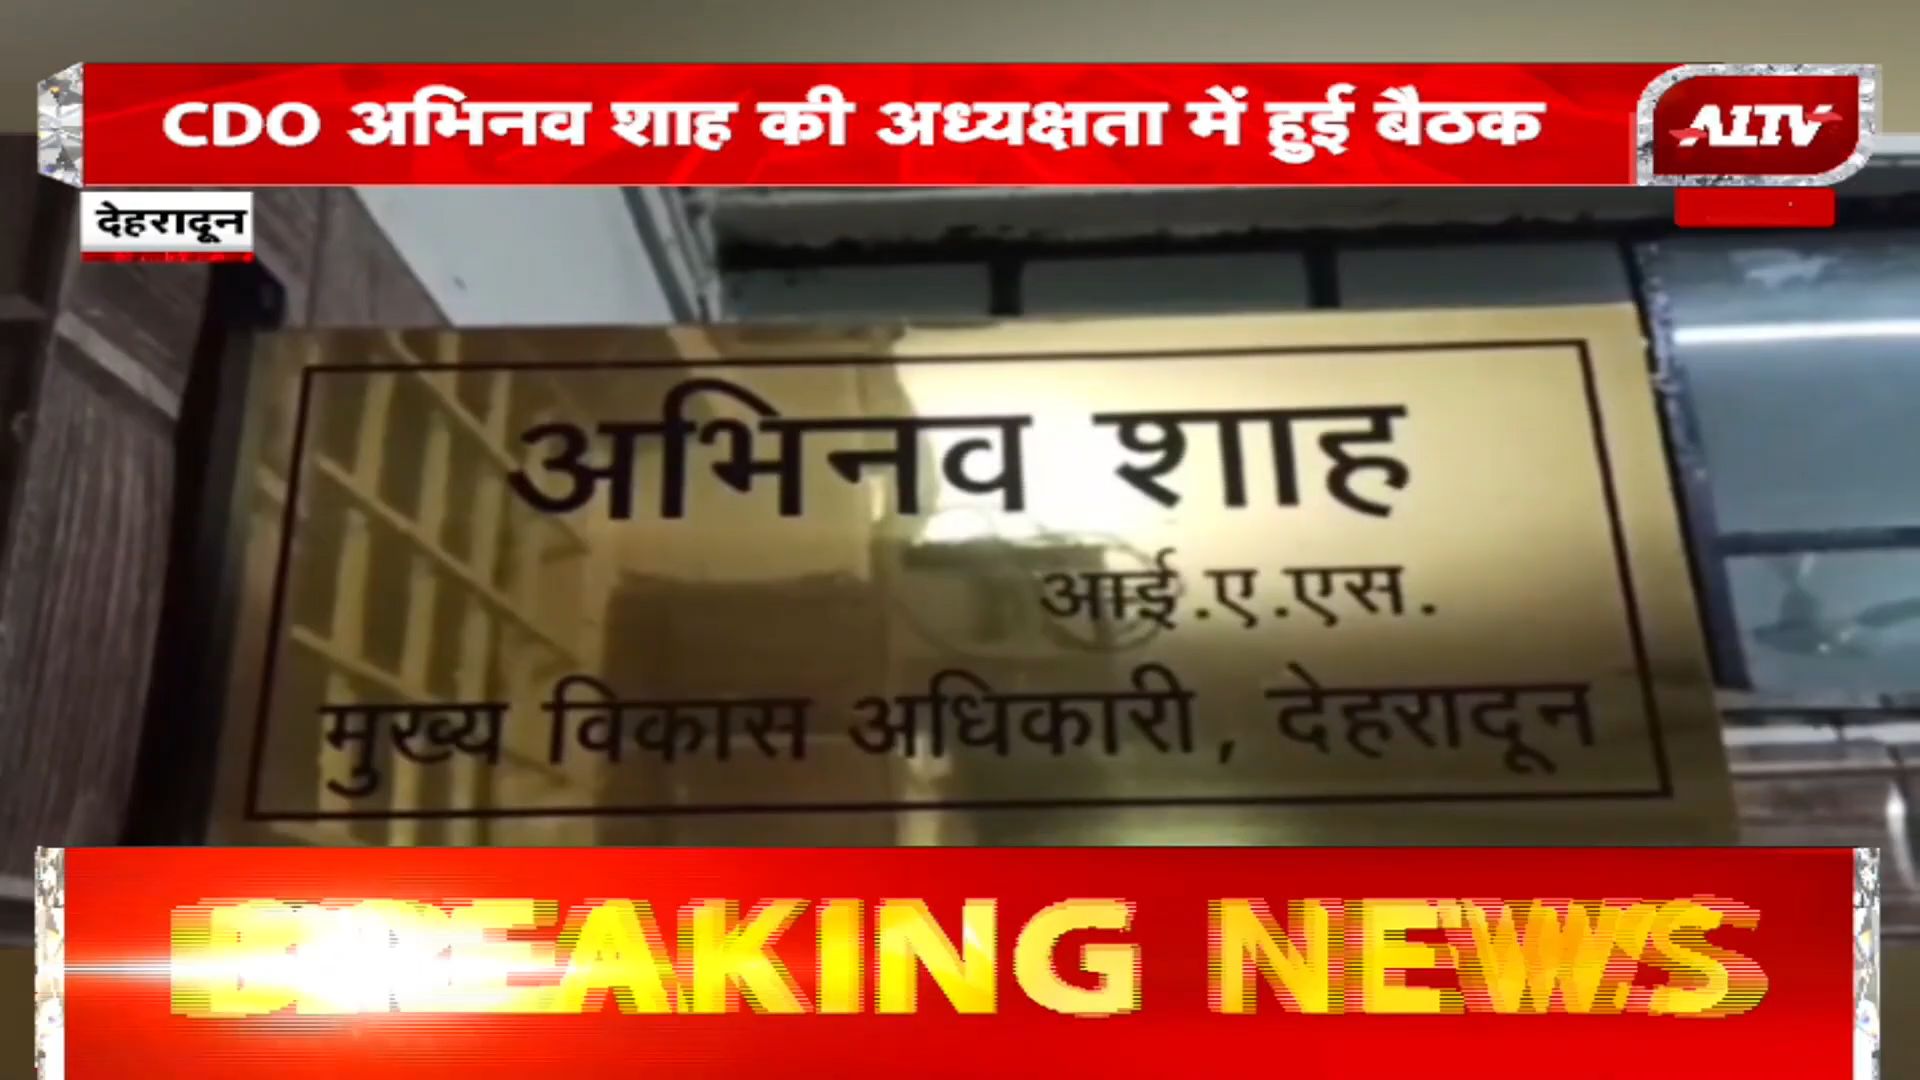 CDO अभिनव शाह की अध्यक्षता में हुई बैठक
ALTV
देहरादून
अभिनव शाह
आई.ए.एस.
मुख्य विकास अधिकारी, देहरादून
BREAKING NEWS